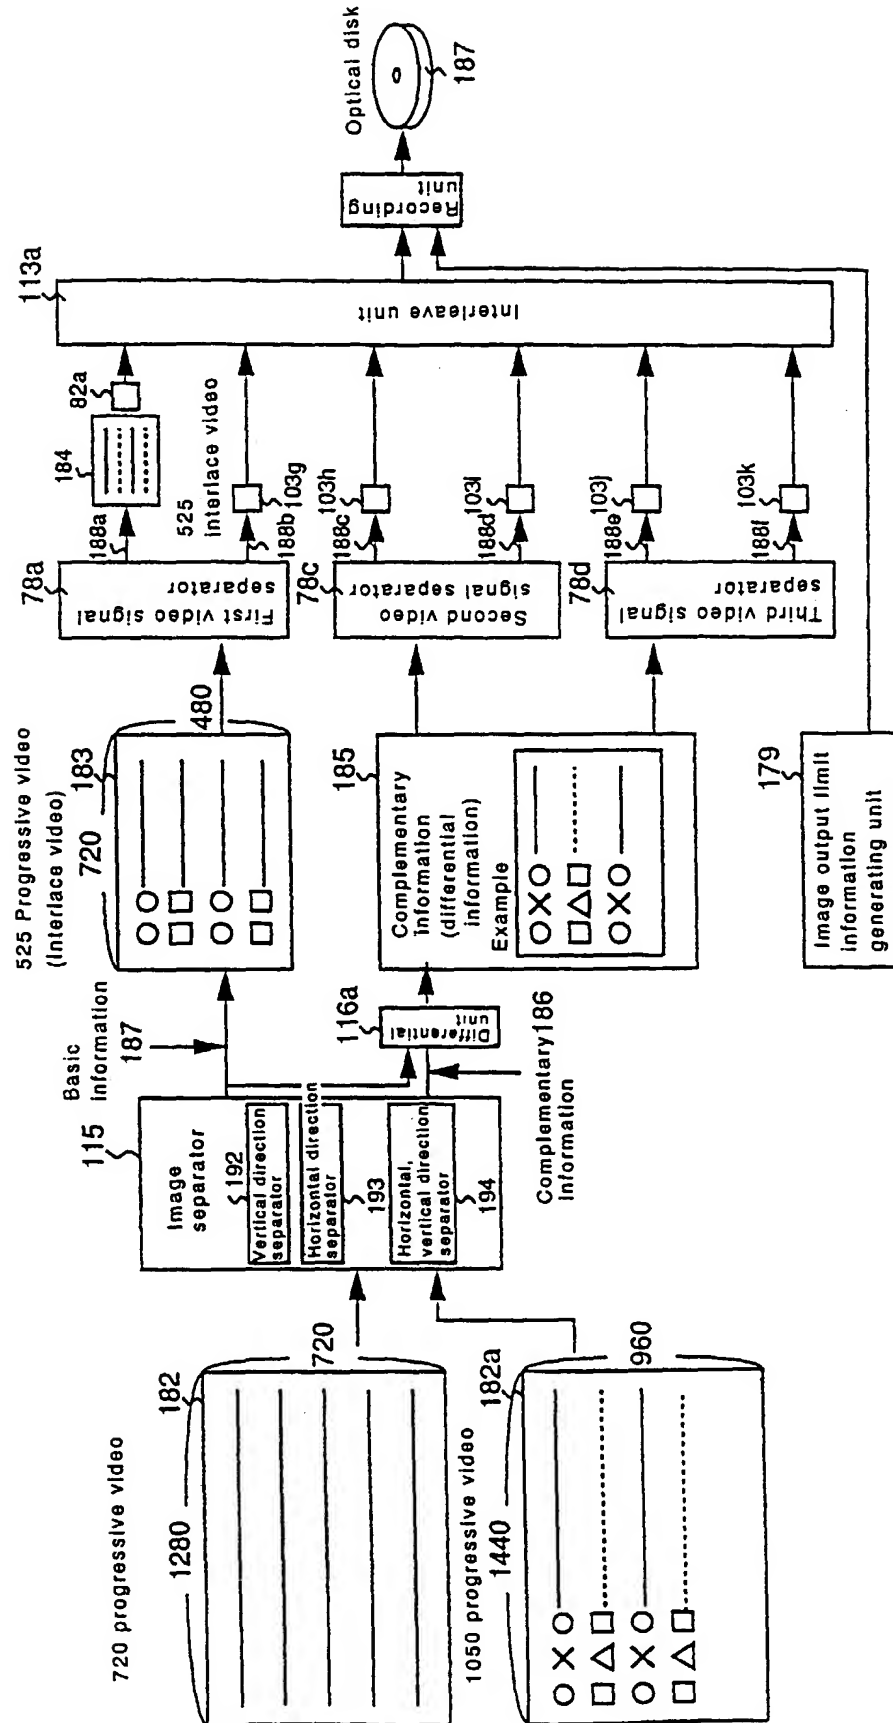 720 progressive video
1280
182
720
1050 progressive video
1440
182a
960
115
Image
separator
192
Vertical direction
separator
Horizontal direction
separator
193
Horizontal,
vertical direction
separator
194
Basic
information
187
116a
Differential
unit
Complementary186
information
525 Progressive video
(Interlace video)
720
183
480
185
Complementary
information
(differential
information)
Example
179
Image output limit
information
generating unit
78a
First video signal
separator
78c
Second video
signal separator
78d
Third video signal
separator
188a
188b
188c
188d
188e
188f
184
82a
525
interlace video
103g
103h
103i
103j
103k
113a
Interleave unit
Recording
unit
Optical disk
187